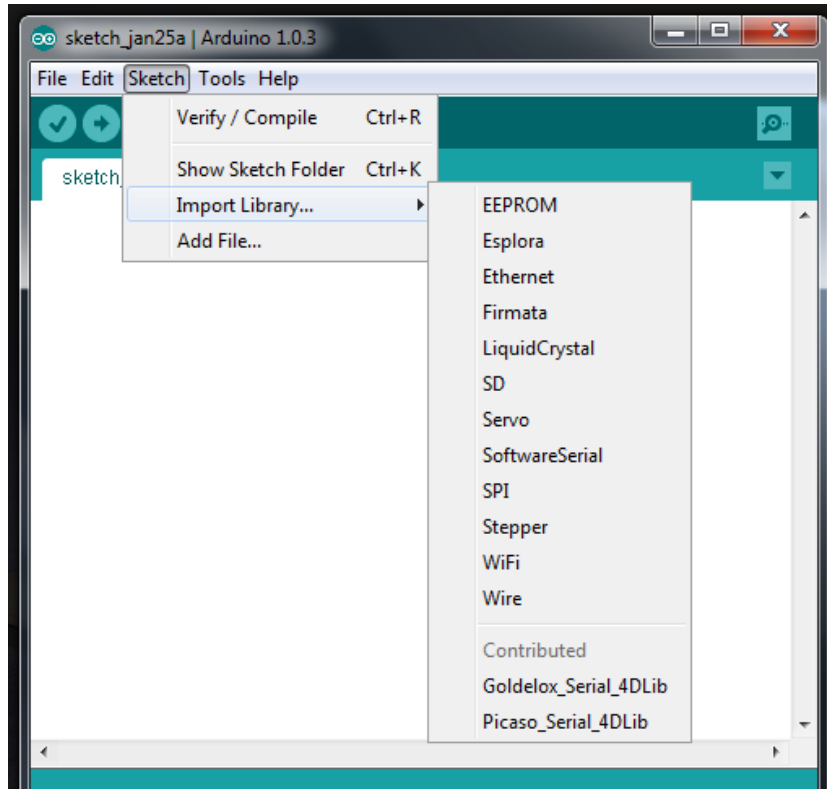 sketch_jan25a | Arduino 1.0.3
File Edit Sketch Tools Help
Verify / Compile Ctrl+R
sketch_
Show Sketch Folder Ctrl+K
Import Library...
Add File...
EEPROM
Esplora
Ethernet
Firmata
LiquidCrystal
SD
Servo
SoftwareSerial
SPI
Stepper
WiFi
Wire
Contributed
Goldelox_Serial_4DLib
Picaso_Serial_4DLib